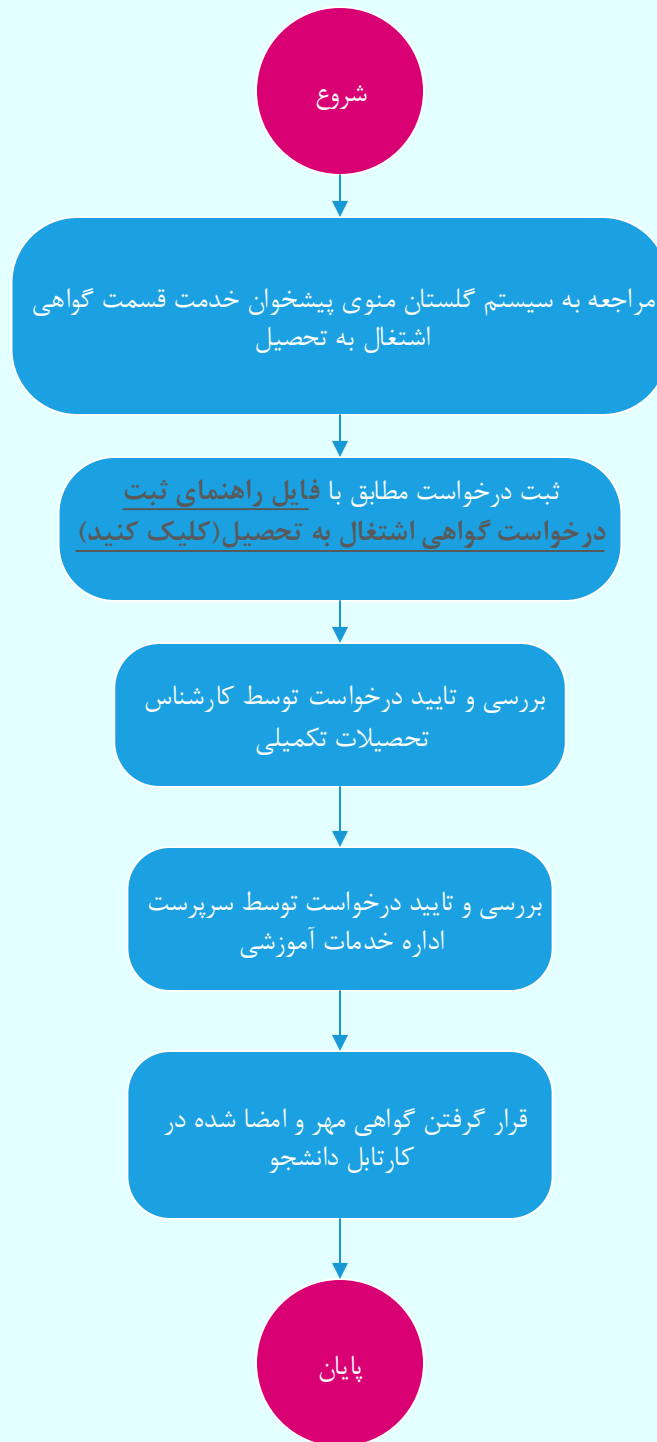 شروع
مراجعه به سیستم گلستان منوی پیشخوان خدمت قسمت گواهی
اشتغال به تحصیل
ثبت درخواست مطابق با فایل راهنمای ثبت
درخواست گواهی اشتغال به تحصیل(کلیک کنید)
بررسی و تایید درخواست توسط کارشناس
تحصیلات تکمیلی
بررسی و تایید درخواست توسط سرپرست
اداره خدمات آموزشی
قرار گرفتن گواهی مهر و امضا شده در
کارتابل دانشجو
پایان